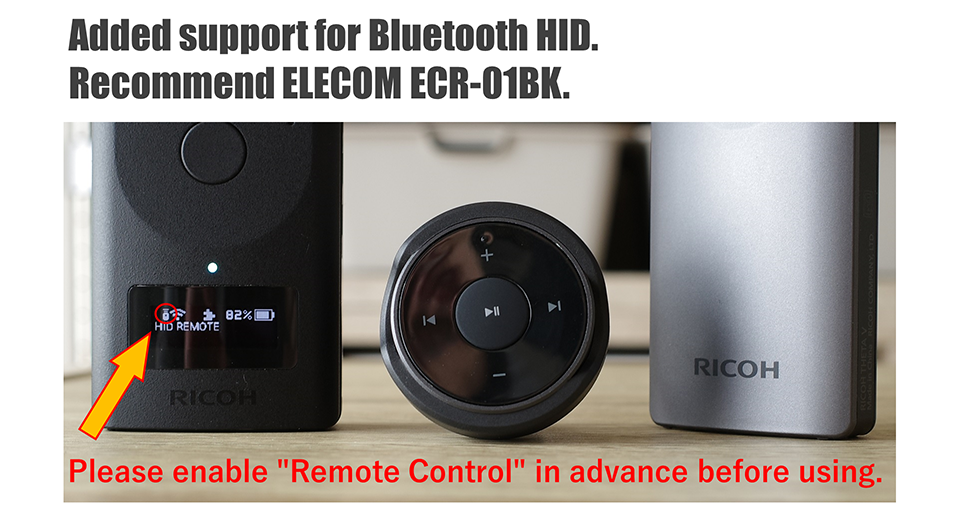 Added support for Bluetooth HID.
Recommend ELECOM ECR-01BK.
82%
HID REMOTE
RICOH
RICOH
Please enable "Remote Control" in advance before using.